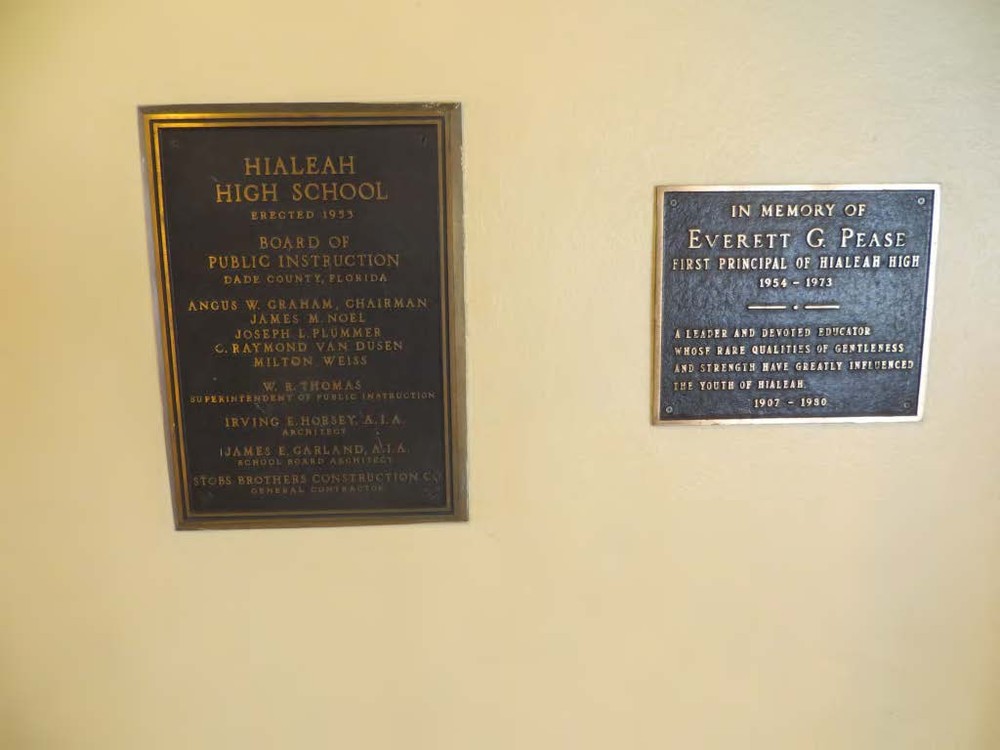 HIALEAH
HIGH SCHOOL
ERECTED 1953
BOARD OF
PUBLIC INSTRUCTION
DADE COUNTY, FLORIDA
ANGUS W. GRAHAM, CHAIRMAN
JAMES M. NOEL
JOSEPH L. PLUMMER
C. RAYMOND VAN DUSEN
MILTON WEISS
W. R. THOMAS
SUPERINTENDENT OF PUBLIC INSTRUCTION
IRVING E. HORSEY, A.I.A.
ARCHITECT
JAMES E. GARLAND, A.I.A.
SCHOOL BOARD ARCHITECT
STOBS BROTHERS CONSTRUCTION CO.
GENERAL CONTRACTOR
IN MEMORY OF
EVERETT G. PEASE
FIRST PRINCIPAL OF HIALEAH HIGH
1954 - 1973
A LEADER AND DEVOTED EDUCATOR
WHOSE RARE QUALITIES OF GENTLENESS
AND STRENGTH HAVE GREATLY INFLUENCED
THE YOUTH OF HIALEAH.
1907 - 1980